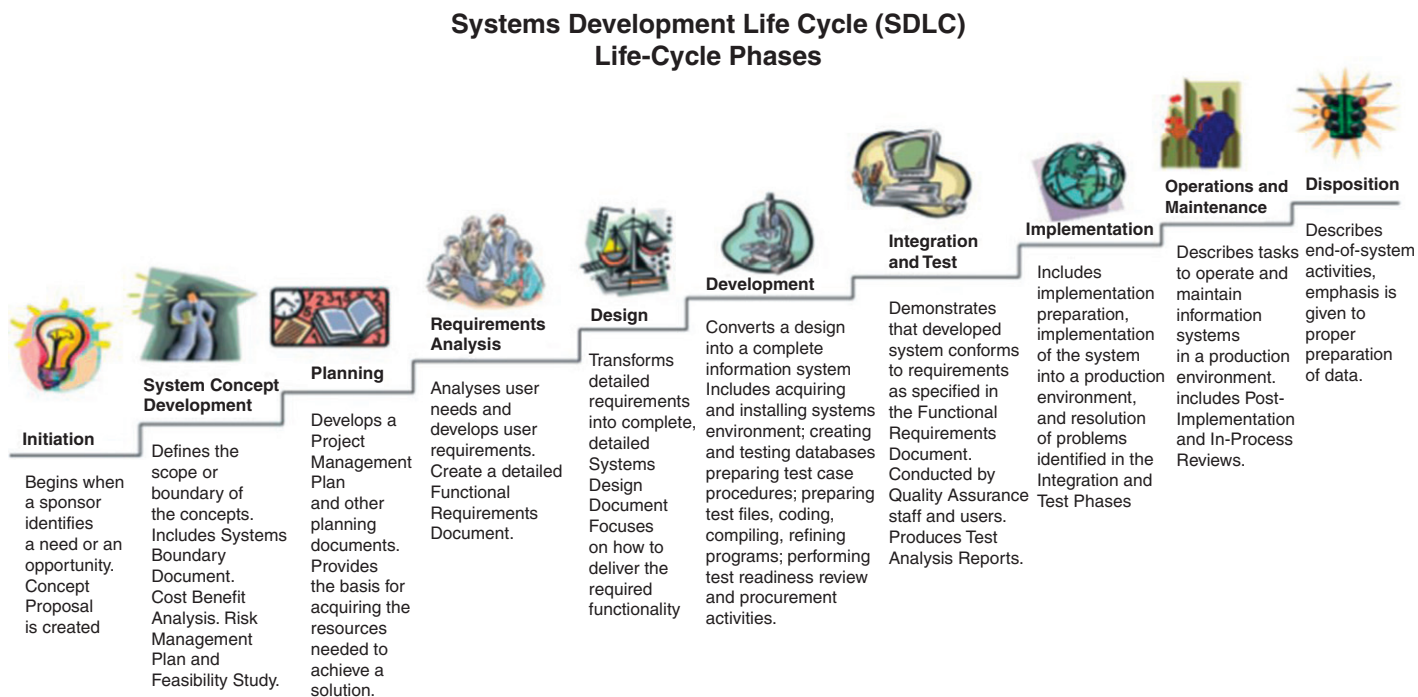 Systems Development Life Cycle (SDLC)
Life-Cycle Phases
Initiation
Begins when
a sponsor
identifies
a need or an
opportunity.
Concept
Proposal
is created
System Concept
Development
Defines the
scope or
boundary of
the concepts.
Includes Systems
Boundary
Document.
Cost Benefit
Analysis. Risk
Management
Plan and
Feasibility Study.
Planning
Develops a
Project
Management
Plan
and other
planning
documents.
Provides
the basis for
acquiring the
resources
needed to
achieve a
solution.
Requirements
Analysis
Analyses user
needs and
develops user
requirements.
Create a detailed
Functional
Requirements
Document.
Design
Transforms
detailed
requirements
into complete,
detailed
Systems
Design
Document
Focuses
on how to
deliver the
required
functionality
Development
Converts a design
into a complete
information system
Includes acquiring
and installing systems
environment; creating
and testing databases
preparing test case
procedures; preparing
test files, coding,
compiling, refining
programs; performing
test readiness review
and procurement
activities.
Integration
and Test
Demonstrates
that developed
system conforms
to requirements
as specified in
the Functional
Requirements
Document.
Conducted by
Quality Assurance
staff and users.
Produces Test
Analysis Reports.
Implementation
Includes
implementation
preparation,
implementation
of the system
into a production
environment,
and resolution
of problems
identified in the
Integration and
Test Phases
Operations and
Maintenance
Describes tasks
to operate and
maintain
information
systems
in a production
environment.
includes Post-
Implementation
and In-Process
Reviews.
Disposition
Describes
end-of-system
activities,
emphasis is
given to
proper
preparation
of data.